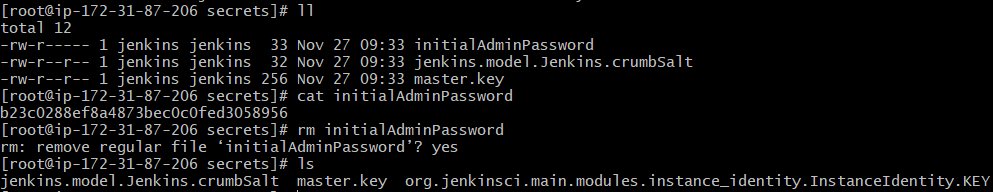 [root@ip-172-31-87-206 secrets]# ll
total 12
-rw-r----- 1 jenkins jenkins  33 Nov 27 09:33 initialAdminPassword
-rw-r--r-- 1 jenkins jenkins  32 Nov 27 09:33 jenkins.model.Jenkins.crumbSalt
-rw-r--r-- 1 jenkins jenkins 256 Nov 27 09:33 master.key
[root@ip-172-31-87-206 secrets]# cat initialAdminPassword
b23c0288ef8a4873bec0c0fed3058956
[root@ip-172-31-87-206 secrets]# rm initialAdminPassword
rm: remove regular file ‘initialAdminPassword’? yes
[root@ip-172-31-87-206 secrets]# ls
jenkins.model.Jenkins.crumbSalt  master.key  org.jenkinsci.main.modules.instance_identity.InstanceIdentity.KEY